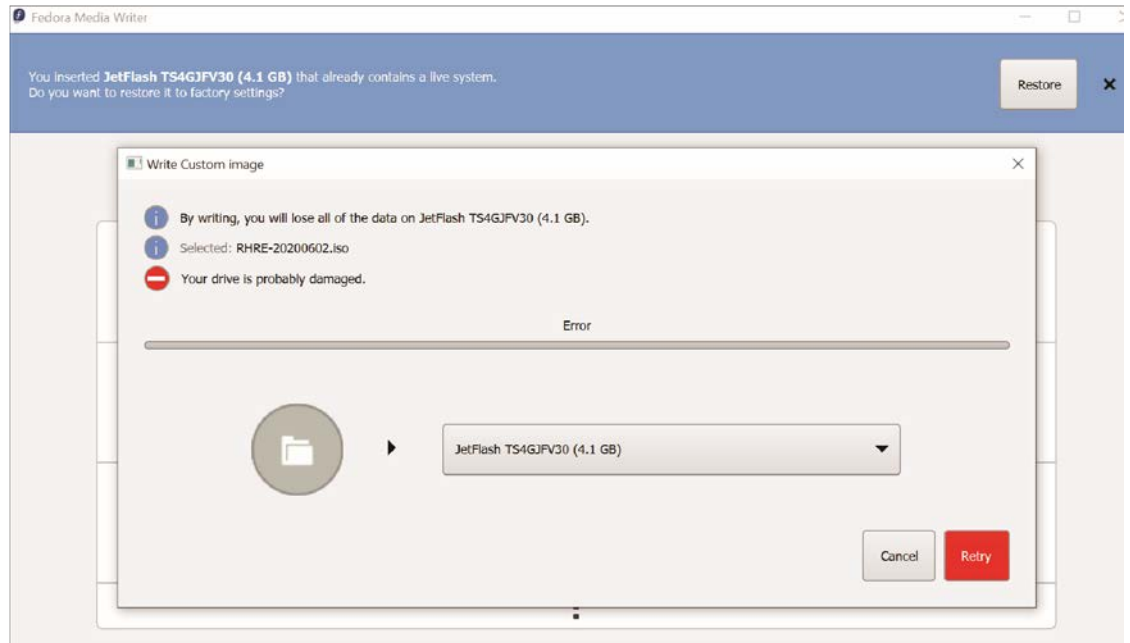 Fedora Media Writer
You inserted JetFlash TS4GJFV30 (4.1 GB) that already contains a live system.
Do you want to restore it to factory settings?
Restore
Write Custom image
By writing, you will lose all of the data on JetFlash TS4GJFV30 (4.1 GB).
Selected: RHRE-20200602.iso
Your drive is probably damaged.
Error
JetFlash TS4GJFV30 (4.1 GB)
Cancel
Retry